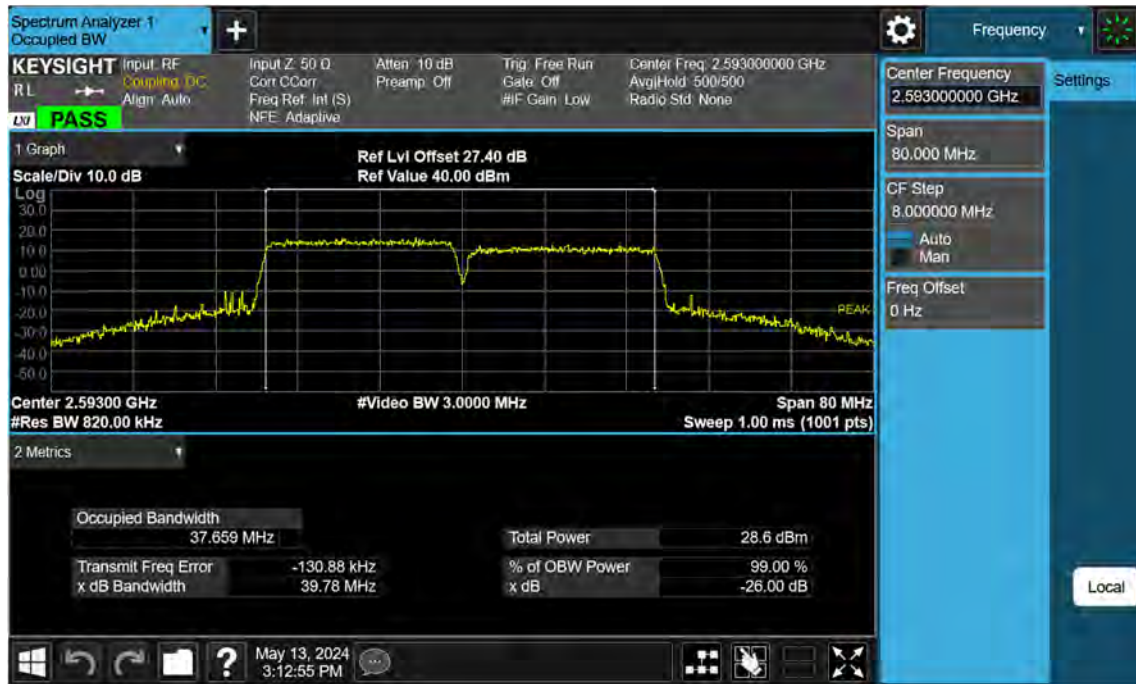 Spectrum Analyzer 1
Occupied BW
+
Frequency
KEYSIGHT
Input: RF
Coupling: DC
Align: Auto
Input Z: 50 Ω
Corr CCorr
Freq Ref: Int (S)
NFE: Adaptive
Atten: 10 dB
Preamp: Off
Trig: Free Run
Gate: Off
#IF Gain: Low
Center Freq: 2.593000000 GHz
Avg|Hold: 500/500
Radio Std: None
RL
LXI
PASS
Center Frequency
2.593000000 GHz
Settings
Span
80.000 MHz
CF Step
8.000000 MHz
Auto
Man
Freq Offset
0 Hz
1 Graph
Scale/Div 10.0 dB
Ref Lvl Offset 27.40 dB
Ref Value 40.00 dBm
Log
30.0
20.0
10.0
0.00
-10.0
-20.0
-30.0
-40.0
-50.0
PEAK
Center 2.59300 GHz
#Video BW 3.0000 MHz
Span 80 MHz
#Res BW 820.00 kHz
Sweep 1.00 ms (1001 pts)
2 Metrics
Occupied Bandwidth
37.659 MHz
Total Power 28.6 dBm
Transmit Freq Error -130.88 kHz
% of OBW Power 99.00 %
x dB Bandwidth 39.78 MHz
x dB -26.00 dB
Local
?
May 13, 2024
3:12:55 PM